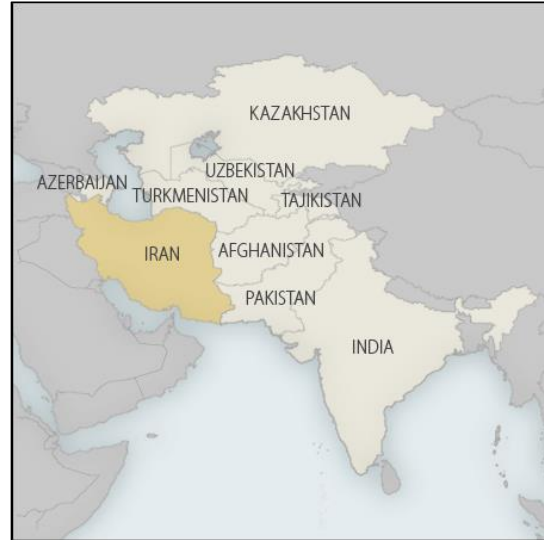 KAZAKHSTAN
UZBEKISTAN
AZERBAIJAN
TURKMENISTAN
TAJIKISTAN
IRAN
AFGHANISTAN
PAKISTAN
INDIA